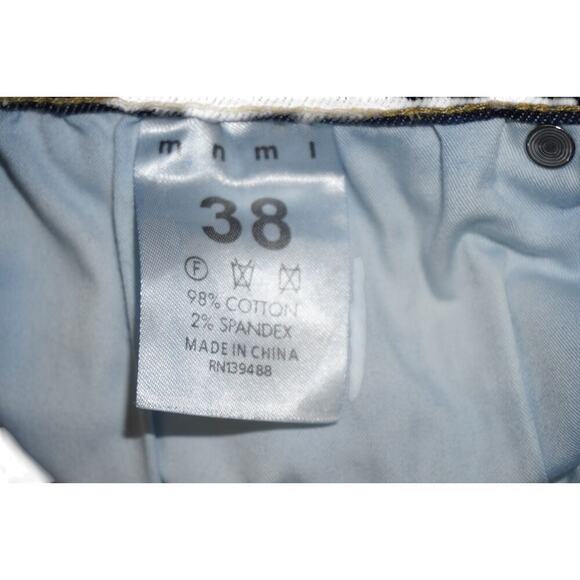 mnml
38
F
98% COTTON
2% SPANDEX
MADE IN CHINA
RN139488